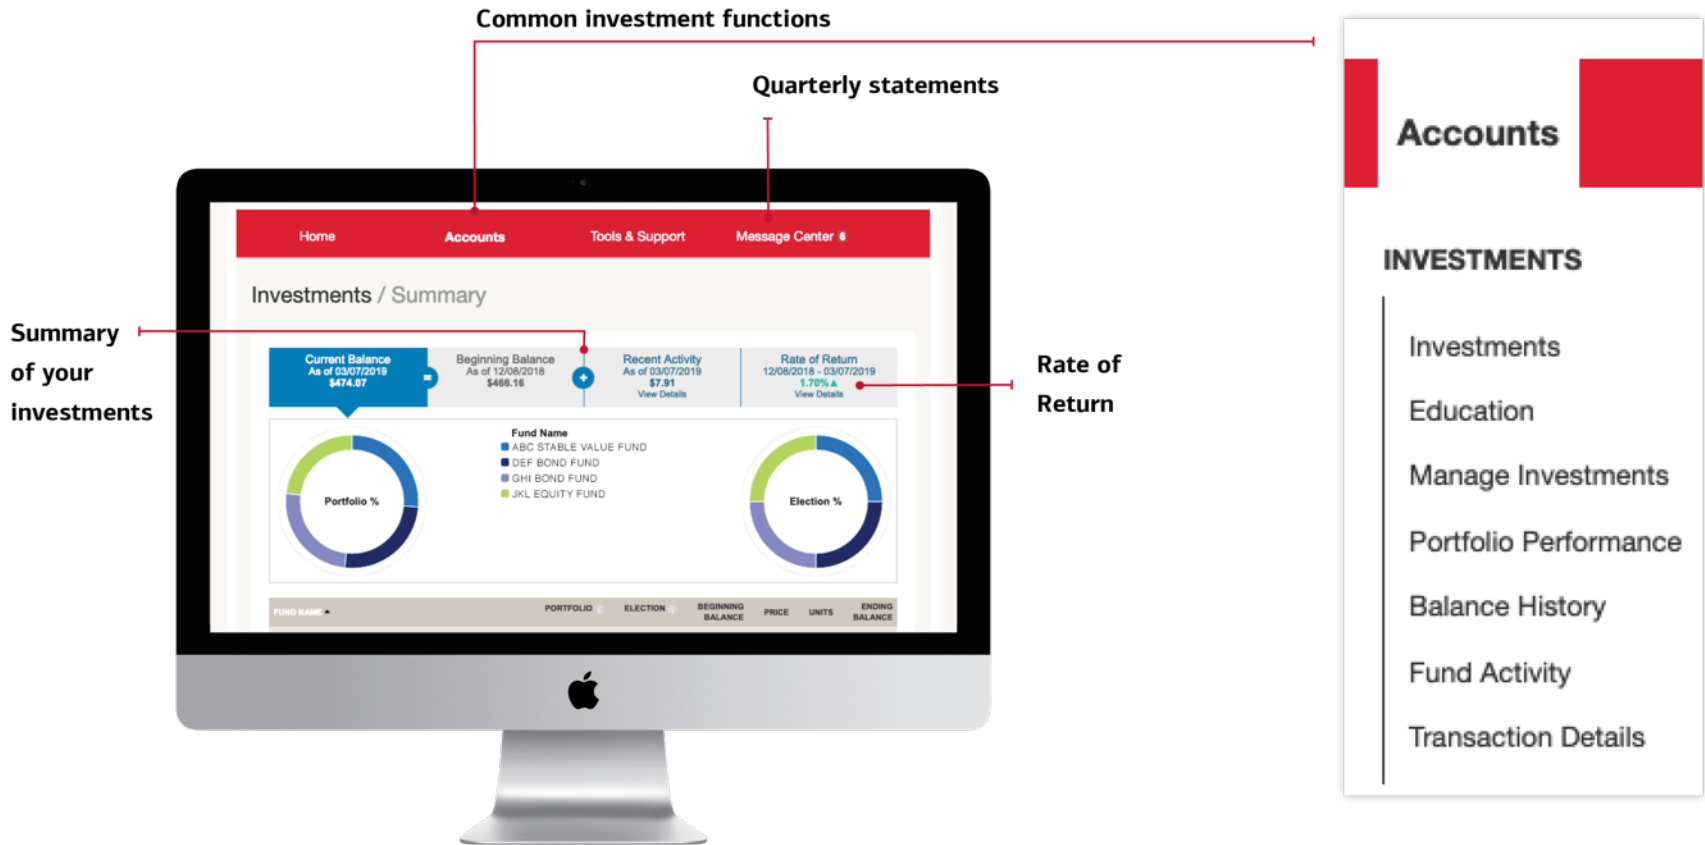 Common investment functions
Quarterly statements
Home
Accounts
Tools & Support
Message Center 6
Investments / Summary
Summary
of your
investments
Current Balance
As of 03/07/2019
$474.07
=
Beginning Balance
As of 12/08/2018
$466.16
+
Recent Activity
As of 03/07/2019
$7.91
View Details
Rate of Return
12/08/2018 - 03/07/2019
1.70%▲
View Details
Rate of
Return
Portfolio %
Fund Name
ABC STABLE VALUE FUND
DEF BOND FUND
GHI BOND FUND
JKL EQUITY FUND
Election %
FUND NAME ▲
PORTFOLIO
ELECTION
BEGINNING
BALANCE
PRICE
UNITS
ENDING
BALANCE
Accounts
INVESTMENTS
Investments
Education
Manage Investments
Portfolio Performance
Balance History
Fund Activity
Transaction Details